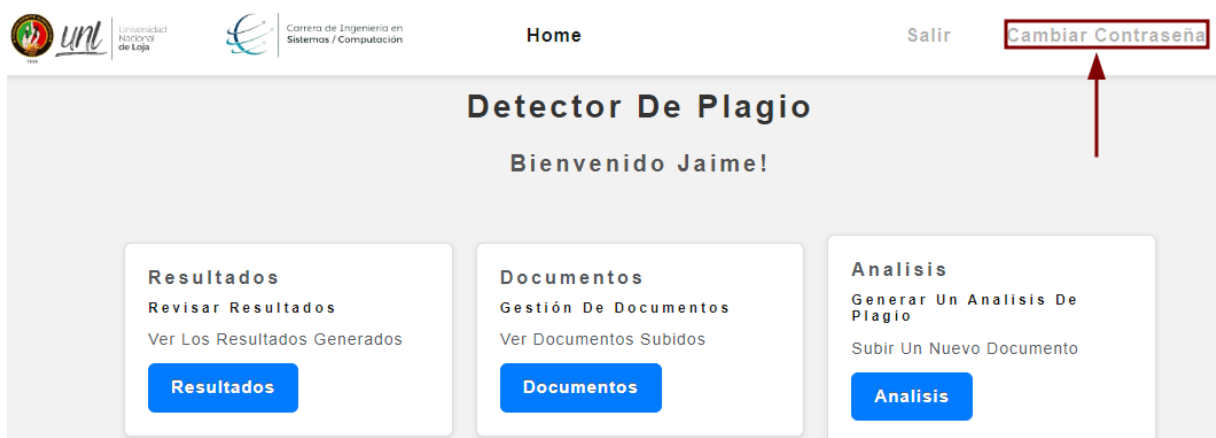 unl
Universidad
Nacional
de Loja
1859
Carrera de Ingeniería en
Sistemas / Computación
Home
Salir
Cambiar Contraseña
Detector De Plagio
Bienvenido Jaime!
Resultados
Revisar Resultados
Ver Los Resultados Generados
Resultados
Documentos
Gestión De Documentos
Ver Documentos Subidos
Documentos
Analisis
Generar Un Analisis De
Plagio
Subir Un Nuevo Documento
Analisis